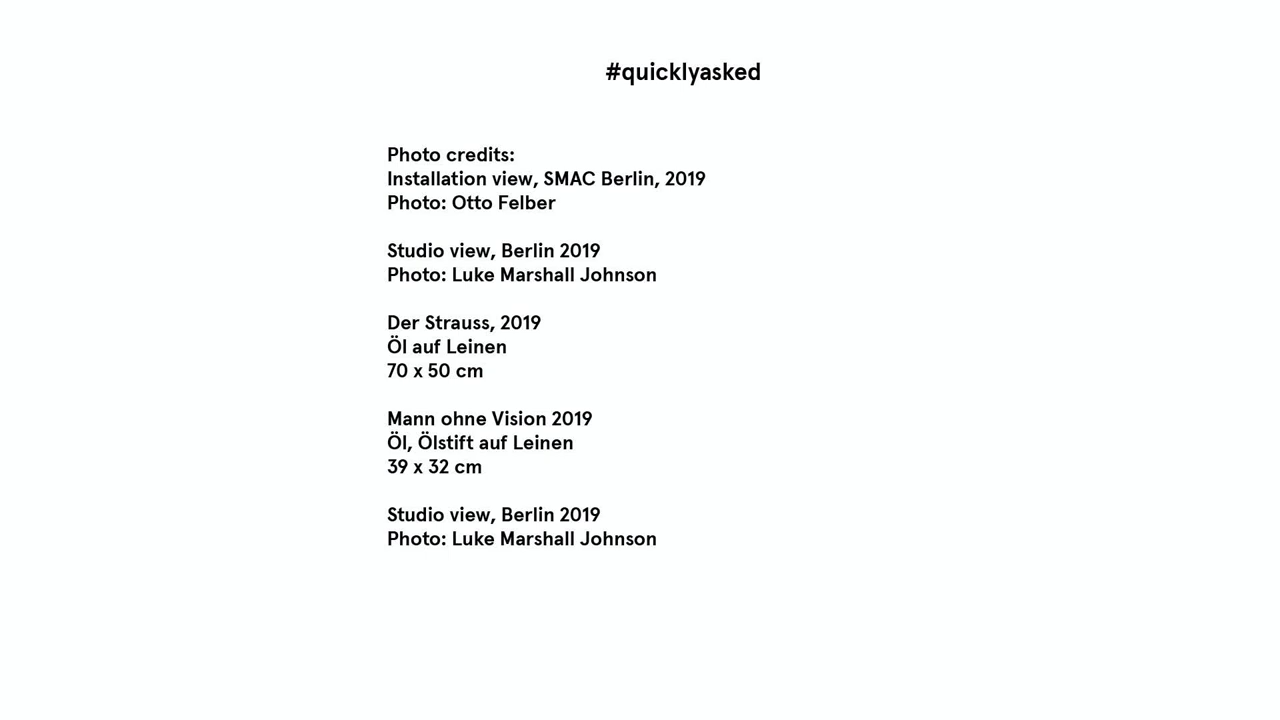 #quicklyasked
Photo credits:
Installation view, SMAC Berlin, 2019
Photo: Otto Felber
Studio view, Berlin 2019
Photo: Luke Marshall Johnson
Der Strauss, 2019
Öl auf Leinen
70 x 50 cm
Mann ohne Vision 2019
Öl, Ölstift auf Leinen
39 x 32 cm
Studio view, Berlin 2019
Photo: Luke Marshall Johnson